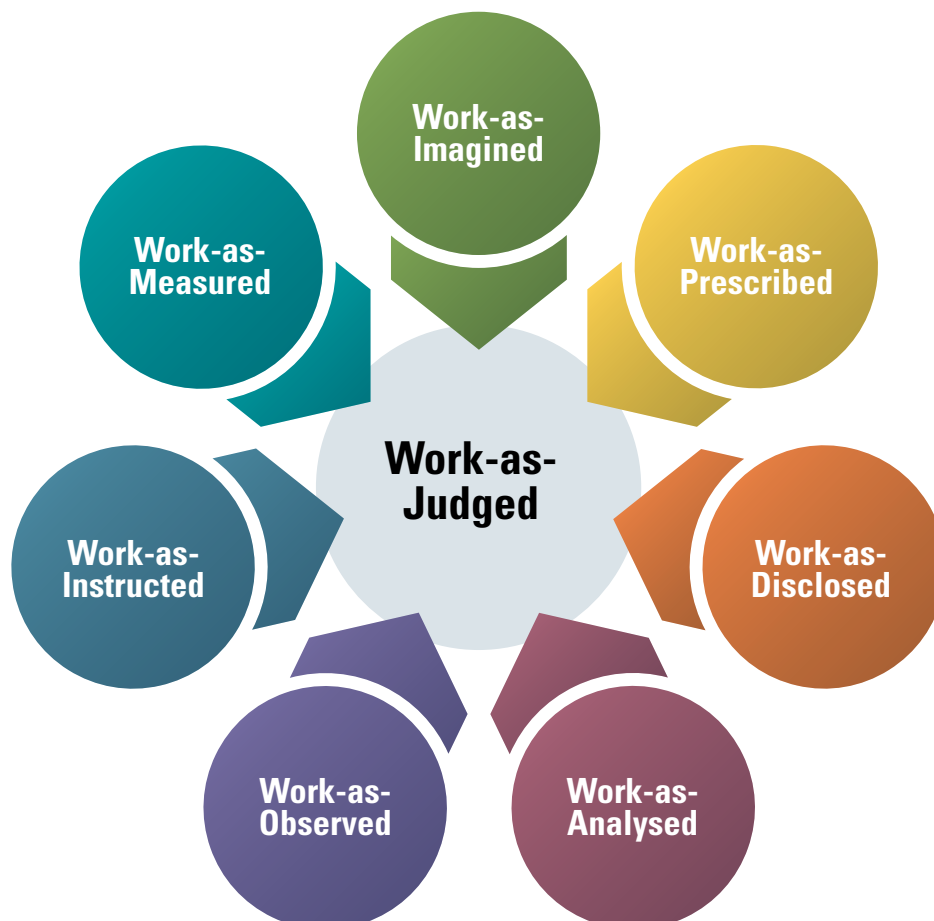 Work-as-
Imagined
Work-as-
Prescribed
Work-as-
Disclosed
Work-as-
Analysed
Work-as-
Observed
Work-as-
Instructed
Work-as-
Measured
Work-as-
Judged